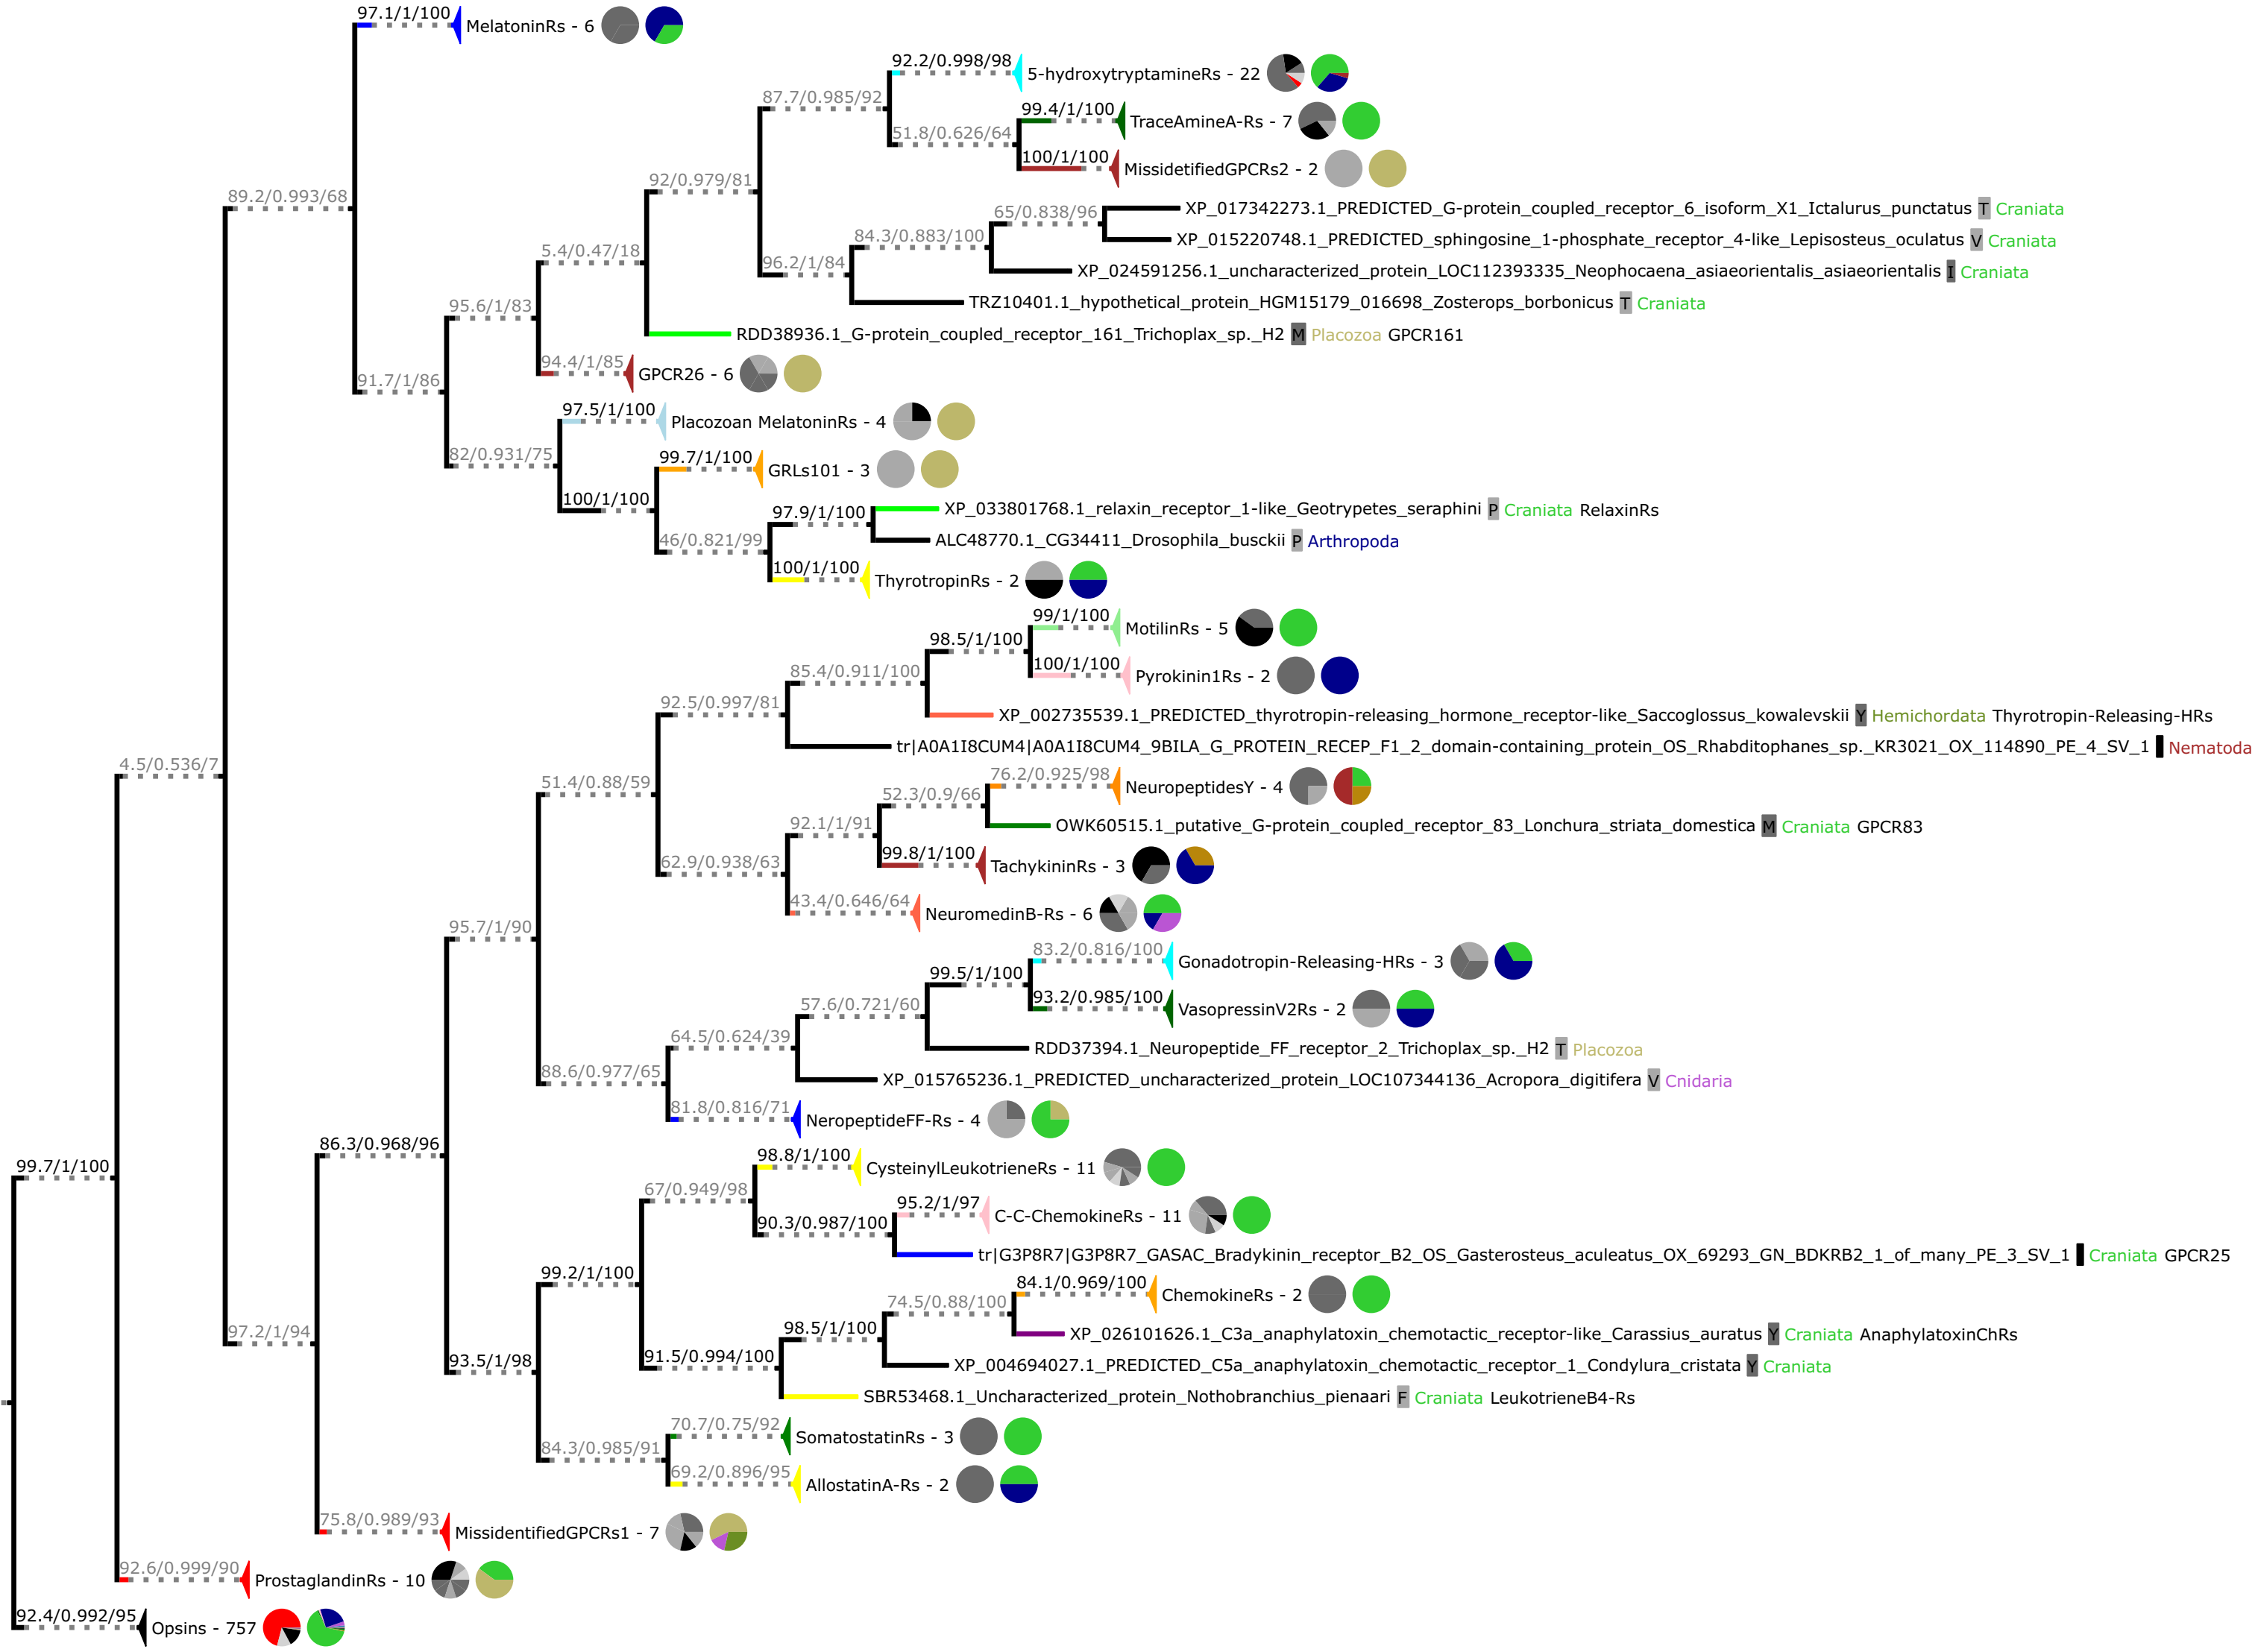 97.1/1/100
MelatoninRs - 6
92.2/0.998/98
5-hydroxytryptamineRs - 22
87.7/0.985/92
99.4/1/100
TraceAmineA-Rs - 7
51.8/0.626/64
100/1/100
MissidetifiedGPCRs2 - 2
92/0.979/81
89.2/0.993/68
65/0.838/96
XP_017342273.1_PREDICTED_G-protein_coupled_receptor_6_isoform_X1_Ictalurus_punctatus T Craniata
84.3/0.883/100
XP_015220748.1_PREDICTED_sphingosine_1-phosphate_receptor_4-like_Lepisosteus_oculatus V Craniata
5.4/0.47/18
96.2/1/84
XP_024591256.1_uncharacterized_protein_LOC112393335_Neophocaena_asiaeorientalis_asiaeorientalis I Craniata
95.6/1/83
TRZ10401.1_hypothetical_protein_HGM15179_016698_Zosterops_borbonicus T Craniata
RDD38936.1_G-protein_coupled_receptor_161_Trichoplax_sp._H2 M Placozoa GPCR161
94.4/1/85
GPCR26 - 6
91.7/1/86
97.5/1/100
Placozoan MelatoninRs - 4
82/0.931/75
99.7/1/100
GRLs101 - 3
100/1/100
97.9/1/100
XP_033801768.1_relaxin_receptor_1-like_Geotrypetes_seraphini P Craniata RelaxinRs
46/0.821/99
ALC48770.1_CG34411_Drosophila_busckii P Arthropoda
100/1/100
ThyrotropinRs - 2
99/1/100
MotilinRs - 5
98.5/1/100
85.4/0.911/100
100/1/100
Pyrokinin1Rs - 2
92.5/0.997/81
XP_002735539.1_PREDICTED_thyrotropin-releasing_hormone_receptor-like_Saccoglossus_kowalevskii Y Hemichordata Thyrotropin-Releasing-HRs
tr|A0A1I8CUM4|A0A1I8CUM4_9BILA_G_PROTEIN_RECEP_F1_2_domain-containing_protein_OS_Rhabditophanes_sp._KR3021_OX_114890_PE_4_SV_1 Nematoda
4.5/0.536/7
51.4/0.88/59
76.2/0.925/98
NeuropeptidesY - 4
52.3/0.9/66
92.1/1/91
OWK60515.1_putative_G-protein_coupled_receptor_83_Lonchura_striata_domestica M Craniata GPCR83
62.9/0.938/63
99.8/1/100
TachykininRs - 3
43.4/0.646/64
NeuromedinB-Rs - 6
95.7/1/90
83.2/0.816/100
Gonadotropin-Releasing-HRs - 3
99.5/1/100
57.6/0.721/60
93.2/0.985/100
VasopressinV2Rs - 2
64.5/0.624/39
RDD37394.1_Neuropeptide_FF_receptor_2_Trichoplax_sp._H2 T Placozoa
88.6/0.977/65
XP_015765236.1_PREDICTED_uncharacterized_protein_LOC107344136_Acropora_digitifera V Cnidaria
81.8/0.816/71
NeropeptideFF-Rs - 4
86.3/0.968/96
99.7/1/100
98.8/1/100
CysteinylLeukotrieneRs - 11
67/0.949/98
95.2/1/97
C-C-ChemokineRs - 11
90.3/0.987/100
tr|G3P8R7|G3P8R7_GASAC_Bradykinin_receptor_B2_OS_Gasterosteus_aculeatus_OX_69293_GN_BDKRB2_1_of_many_PE_3_SV_1 Craniata GPCR25
99.2/1/100
84.1/0.969/100
ChemokineRs - 2
74.5/0.88/100
97.2/1/94
98.5/1/100
XP_026101626.1_C3a_anaphylatoxin_chemotactic_receptor-like_Carassius_auratus Y Craniata AnaphylatoxinChRs
93.5/1/98
91.5/0.994/100
XP_004694027.1_PREDICTED_C5a_anaphylatoxin_chemotactic_receptor_1_Condylura_cristata Y Craniata
SBR53468.1_Uncharacterized_protein_Nothobranchius_pienaari F Craniata LeukotrieneB4-Rs
70.7/0.75/92
SomatostatinRs - 3
84.3/0.985/91
69.2/0.896/95
AllostatinA-Rs - 2
75.8/0.989/93
MissidentifiedGPCRs1 - 7
92.6/0.999/90
ProstaglandinRs - 10
92.4/0.992/95
Opsins - 757